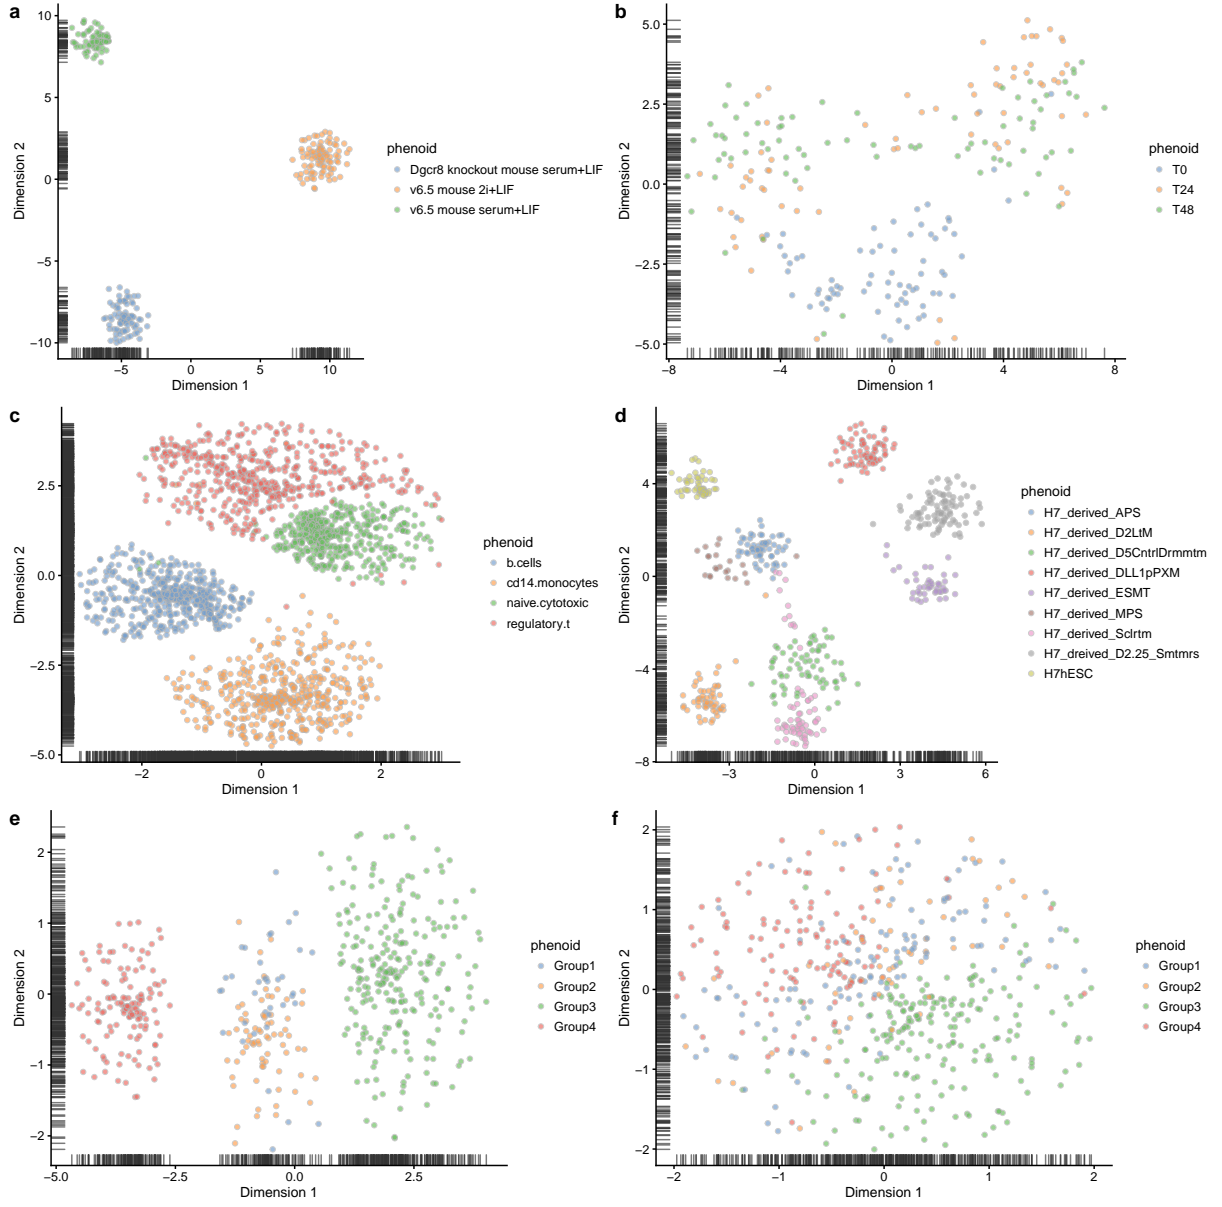 a
10
5
0
−5
−10
−5
0
5
10
Dimension 1
Dimension 2
phenoid
Dgcr8 knockout mouse serum+LIF
v6.5 mouse 2i+LIF
v6.5 mouse serum+LIF
b
5.0
2.5
0.0
−2.5
−5.0
−8
−4
0
4
8
Dimension 1
Dimension 2
phenoid
T0
T24
T48
c
2.5
0.0
−2.5
−5.0
−2
0
2
Dimension 1
Dimension 2
phenoid
b.cells
cd14.monocytes
naive.cytotoxic
regulatory.t
d
4
0
−4
−8
−3
0
3
6
Dimension 1
Dimension 2
phenoid
H7_derived_APS
H7_derived_D2LtM
H7_derived_D5CntrlDrmmtm
H7_derived_DLL1pPXM
H7_derived_ESMT
H7_derived_MPS
H7_derived_Sclrtm
H7_dreived_D2.25_Smtmrs
H7hESC
e
2
1
0
−1
−2
−5.0
−2.5
0.0
2.5
Dimension 1
Dimension 2
phenoid
Group1
Group2
Group3
Group4
f
2
1
0
−1
−2
−2
−1
0
1
2
Dimension 1
Dimension 2
phenoid
Group1
Group2
Group3
Group4